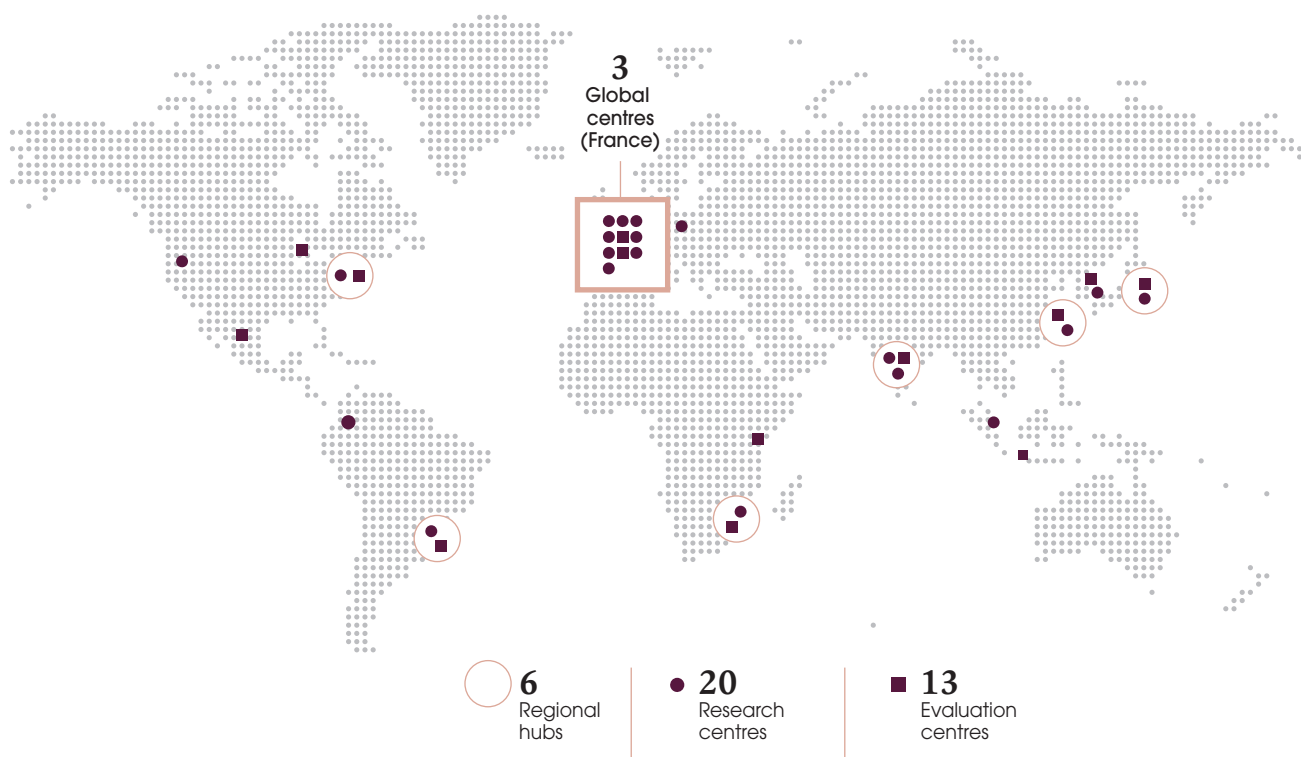 3
Global
centres
(France)
6
Regional
hubs
20
Research
centres
13
Evaluation
centres